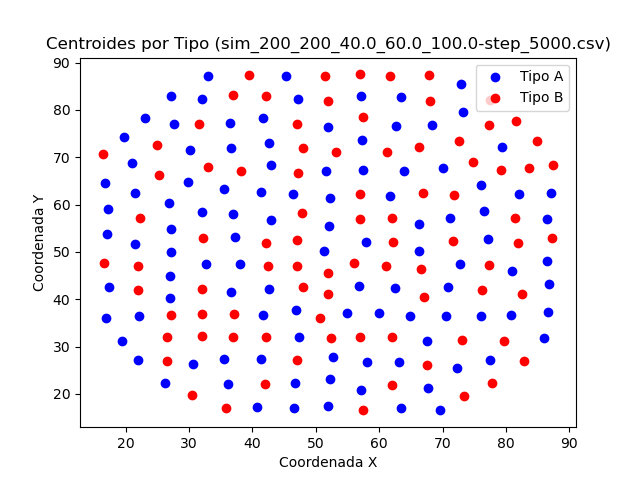 Centroides por Tipo (sim_200_200_40.0_60.0_100.0-step_5000.csv)
Tipo A
Tipo B
90
80
70
60
50
40
30
20
Coordenada Y
20 30 40 50 60 70 80 90
Coordenada X